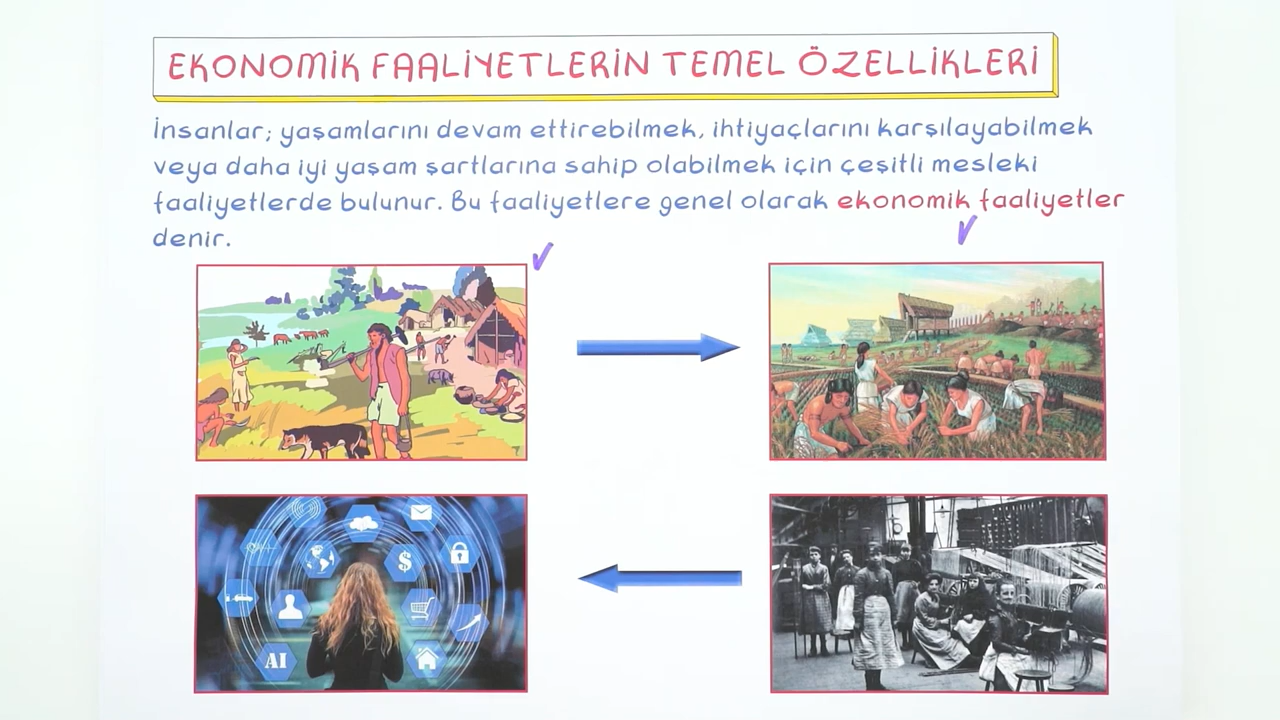 EKONOMİK FAALİYETLERİN TEMEL ÖZELLİKLERİ
İnsanlar; yaşamlarını devam ettirebilmek, ihtiyaçlarını karşılayabilmek
veya daha iyi yaşam şartlarına sahip olabilmek için çeşitli mesleki
faaliyetlerde bulunur. Bu faaliyetlere genel olarak ekonomik faaliyetler
denir.
$
AI